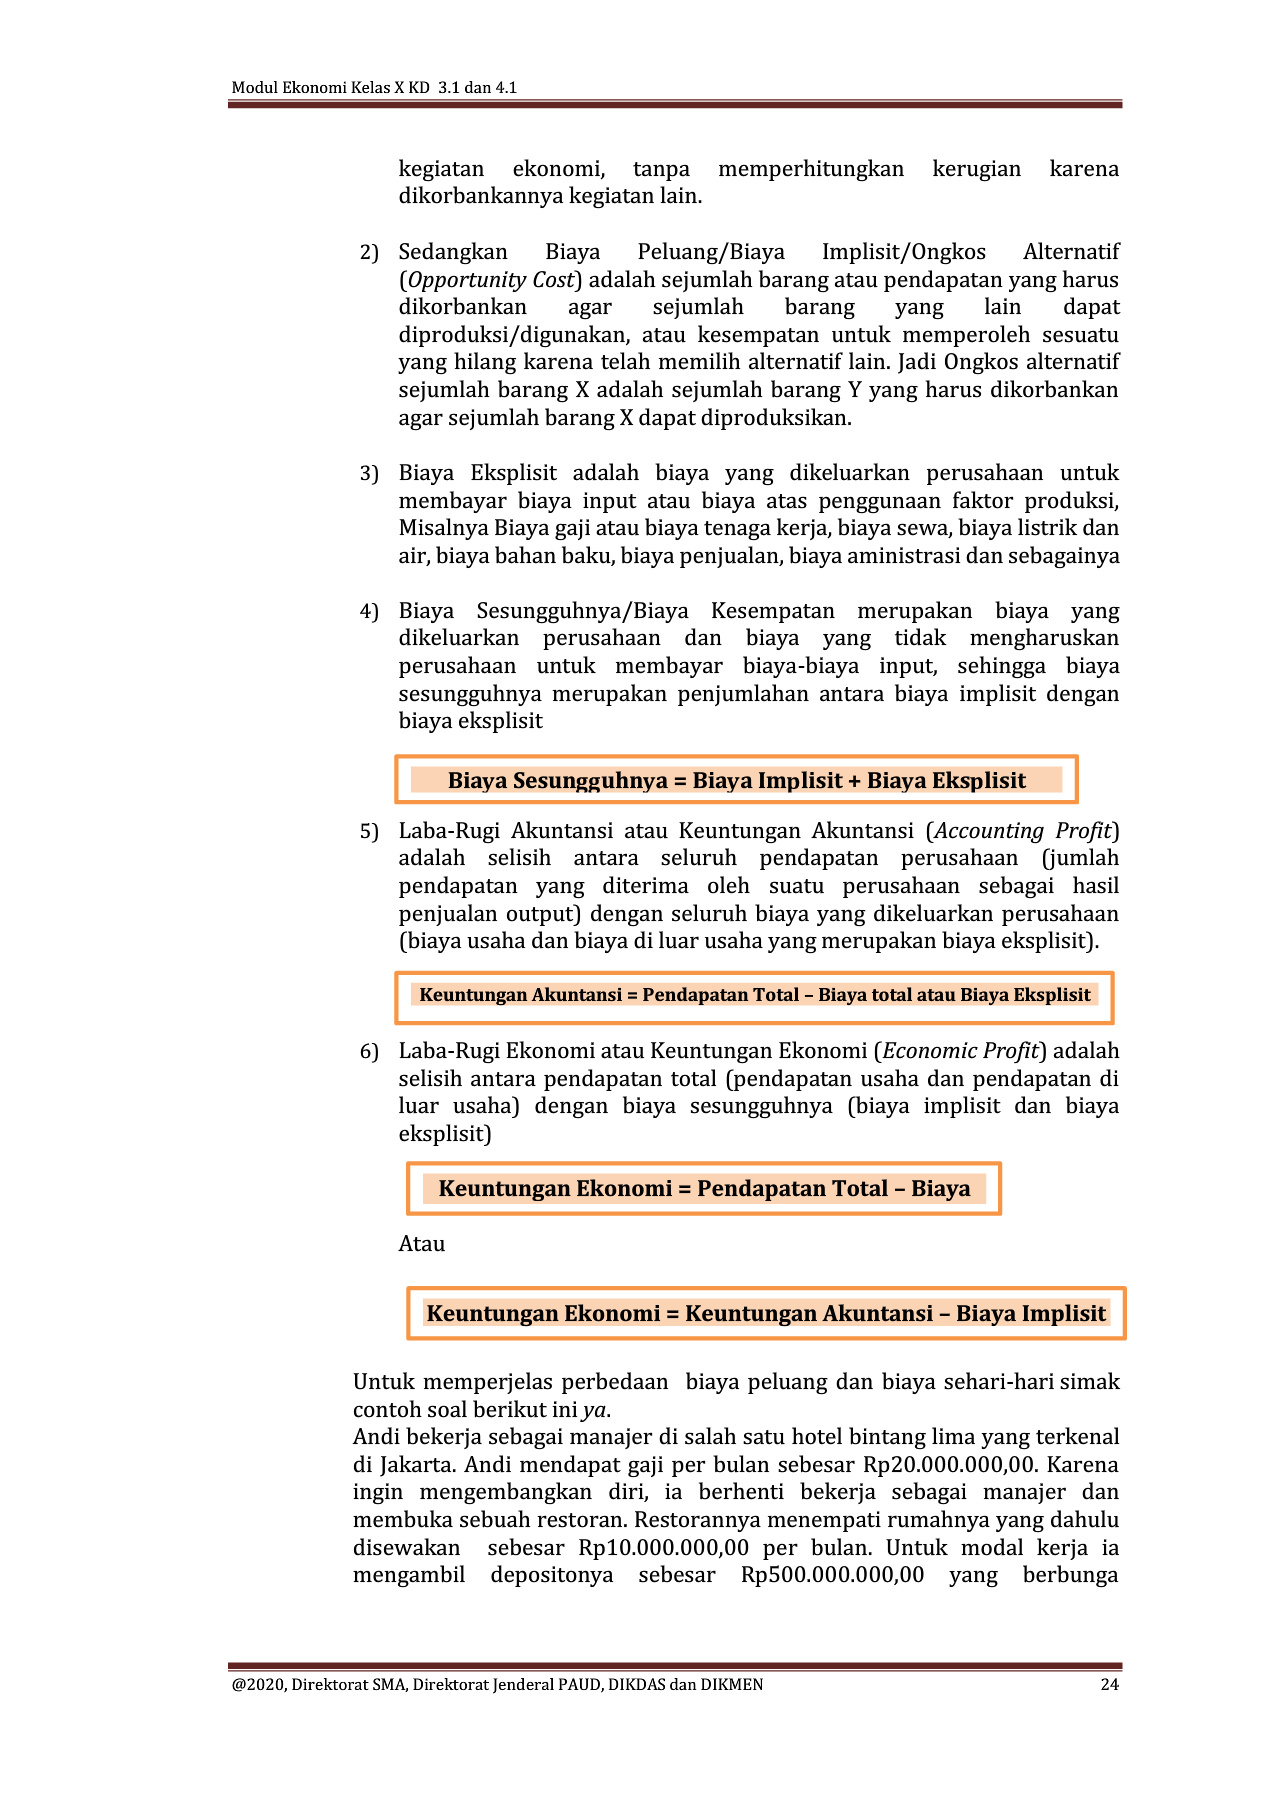 Modul Ekonomi Kelas X KD 3.1 dan 4.1
kegiatan ekonomi, tanpa memperhitungkan kerugian karena
dikorbankannya kegiatan lain.
2) Sedangkan Biaya Peluang/Biaya Implisit/Ongkos Alternatif
(Opportunity Cost) adalah sejumlah barang atau pendapatan yang harus
dikorbankan agar sejumlah barang yang lain dapat
diproduksi/digunakan, atau kesempatan untuk memperoleh sesuatu
yang hilang karena telah memilih alternatif lain. Jadi Ongkos alternatif
sejumlah barang X adalah sejumlah barang Y yang harus dikorbankan
agar sejumlah barang X dapat diproduksikan.
3) Biaya Eksplisit adalah biaya yang dikeluarkan perusahaan untuk
membayar biaya input atau biaya atas penggunaan faktor produksi,
Misalnya Biaya gaji atau biaya tenaga kerja, biaya sewa, biaya listrik dan
air, biaya bahan baku, biaya penjualan, biaya aministrasi dan sebagainya
4) Biaya Sesungguhnya/Biaya Kesempatan merupakan biaya yang
dikeluarkan perusahaan dan biaya yang tidak mengharuskan
perusahaan untuk membayar biaya-biaya input, sehingga biaya
sesungguhnya merupakan penjumlahan antara biaya implisit dengan
biaya eksplisit
Biaya Sesungguhnya = Biaya Implisit + Biaya Eksplisit
5) Laba-Rugi Akuntansi atau Keuntungan Akuntansi (Accounting Profit)
adalah selisih antara seluruh pendapatan perusahaan (jumlah
pendapatan yang diterima oleh suatu perusahaan sebagai hasil
penjualan output) dengan seluruh biaya yang dikeluarkan perusahaan
(biaya usaha dan biaya di luar usaha yang merupakan biaya eksplisit).
Keuntungan Akuntansi = Pendapatan Total – Biaya total atau Biaya Eksplisit
6) Laba-Rugi Ekonomi atau Keuntungan Ekonomi (Economic Profit) adalah
selisih antara pendapatan total (pendapatan usaha dan pendapatan di
luar usaha) dengan biaya sesungguhnya (biaya implisit dan biaya
eksplisit)
Keuntungan Ekonomi = Pendapatan Total – Biaya
Atau
Keuntungan Ekonomi = Keuntungan Akuntansi – Biaya Implisit
Untuk memperjelas perbedaan biaya peluang dan biaya sehari-hari simak
contoh soal berikut ini ya.
Andi bekerja sebagai manajer di salah satu hotel bintang lima yang terkenal
di Jakarta. Andi mendapat gaji per bulan sebesar Rp20.000.000,00. Karena
ingin mengembangkan diri, ia berhenti bekerja sebagai manajer dan
membuka sebuah restoran. Restorannya menempati rumahnya yang dahulu
disewakan sebesar Rp10.000.000,00 per bulan. Untuk modal kerja ia
mengambil depositonya sebesar Rp500.000.000,00 yang berbunga
@2020, Direktorat SMA, Direktorat Jenderal PAUD, DIKDAS dan DIKMEN 24